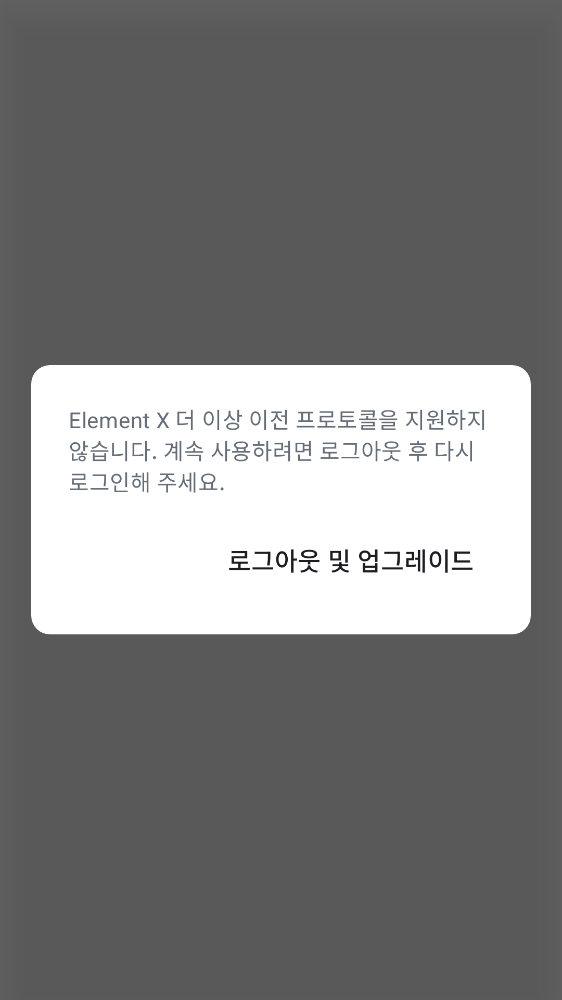 Element X 더 이상 이전 프로토콜을 지원하지
않습니다. 계속 사용하려면 로그아웃 후 다시
로그인해 주세요.
로그아웃 및 업그레이드